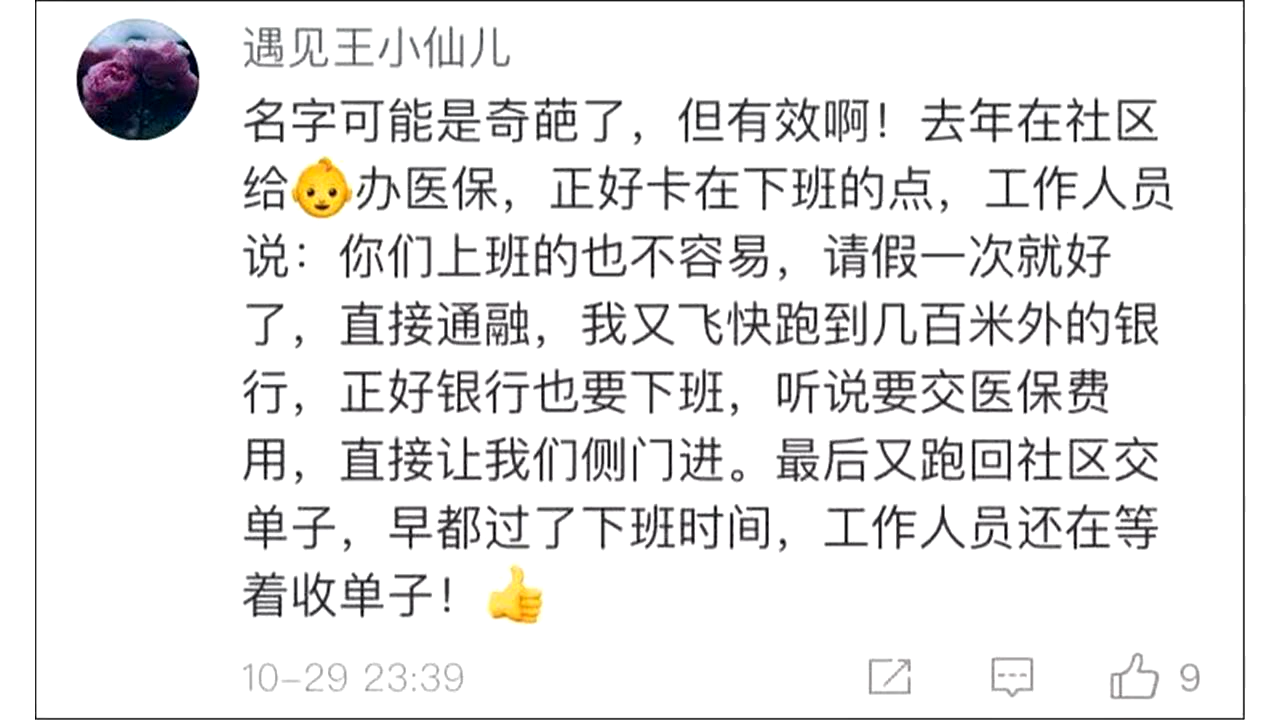 遇见王小仙儿
名字可能是奇葩了，但有效啊！去年在社区
给👶办医保，正好卡在下班的点，工作人员
说：你们上班的也不容易，请假一次就好
了，直接通融，我又飞快跑到几百米外的银
行，正好银行也要下班，听说要交医保费
用，直接让我们侧门进。最后又跑回社区交
单子，早都过了下班时间，工作人员还在等
着收单子！👍
10-29 23:39
9